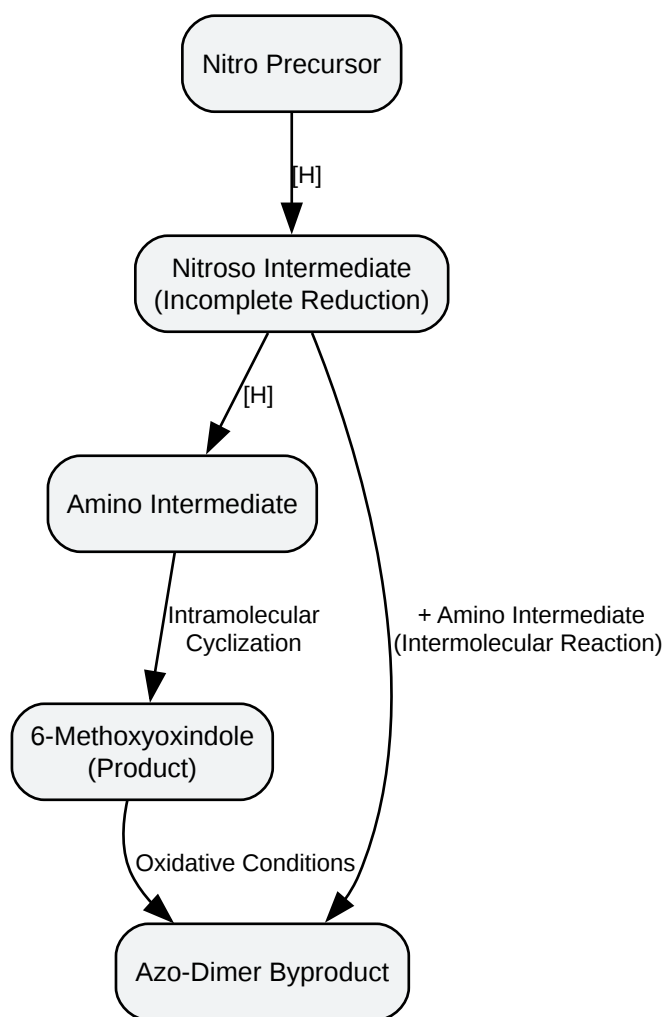 Nitro Precursor
[H]
Nitroso Intermediate
(Incomplete Reduction)
[H]
Amino Intermediate
Intramolecular
Cyclization
+ Amino Intermediate
(Intermolecular Reaction)
6-Methoxyoxindole
(Product)
Oxidative Conditions
Azo-Dimer Byproduct